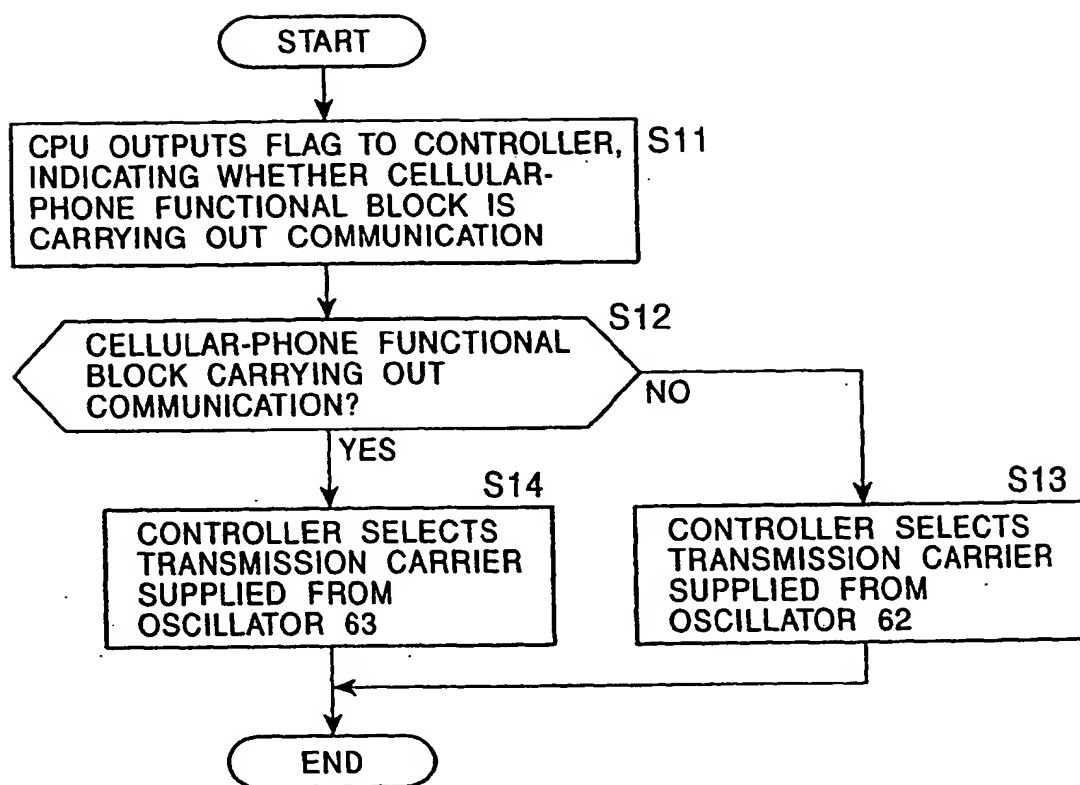 START
CPU OUTPUTS FLAG TO CONTROLLER,
INDICATING WHETHER CELLULAR-
PHONE FUNCTIONAL BLOCK IS
CARRYING OUT COMMUNICATION
S11
S12
CELLULAR-PHONE FUNCTIONAL
BLOCK CARRYING OUT
COMMUNICATION?
NO
YES
S14
CONTROLLER SELECTS
TRANSMISSION CARRIER
SUPPLIED FROM
OSCILLATOR 63
S13
CONTROLLER SELECTS
TRANSMISSION CARRIER
SUPPLIED FROM
OSCILLATOR 62
END